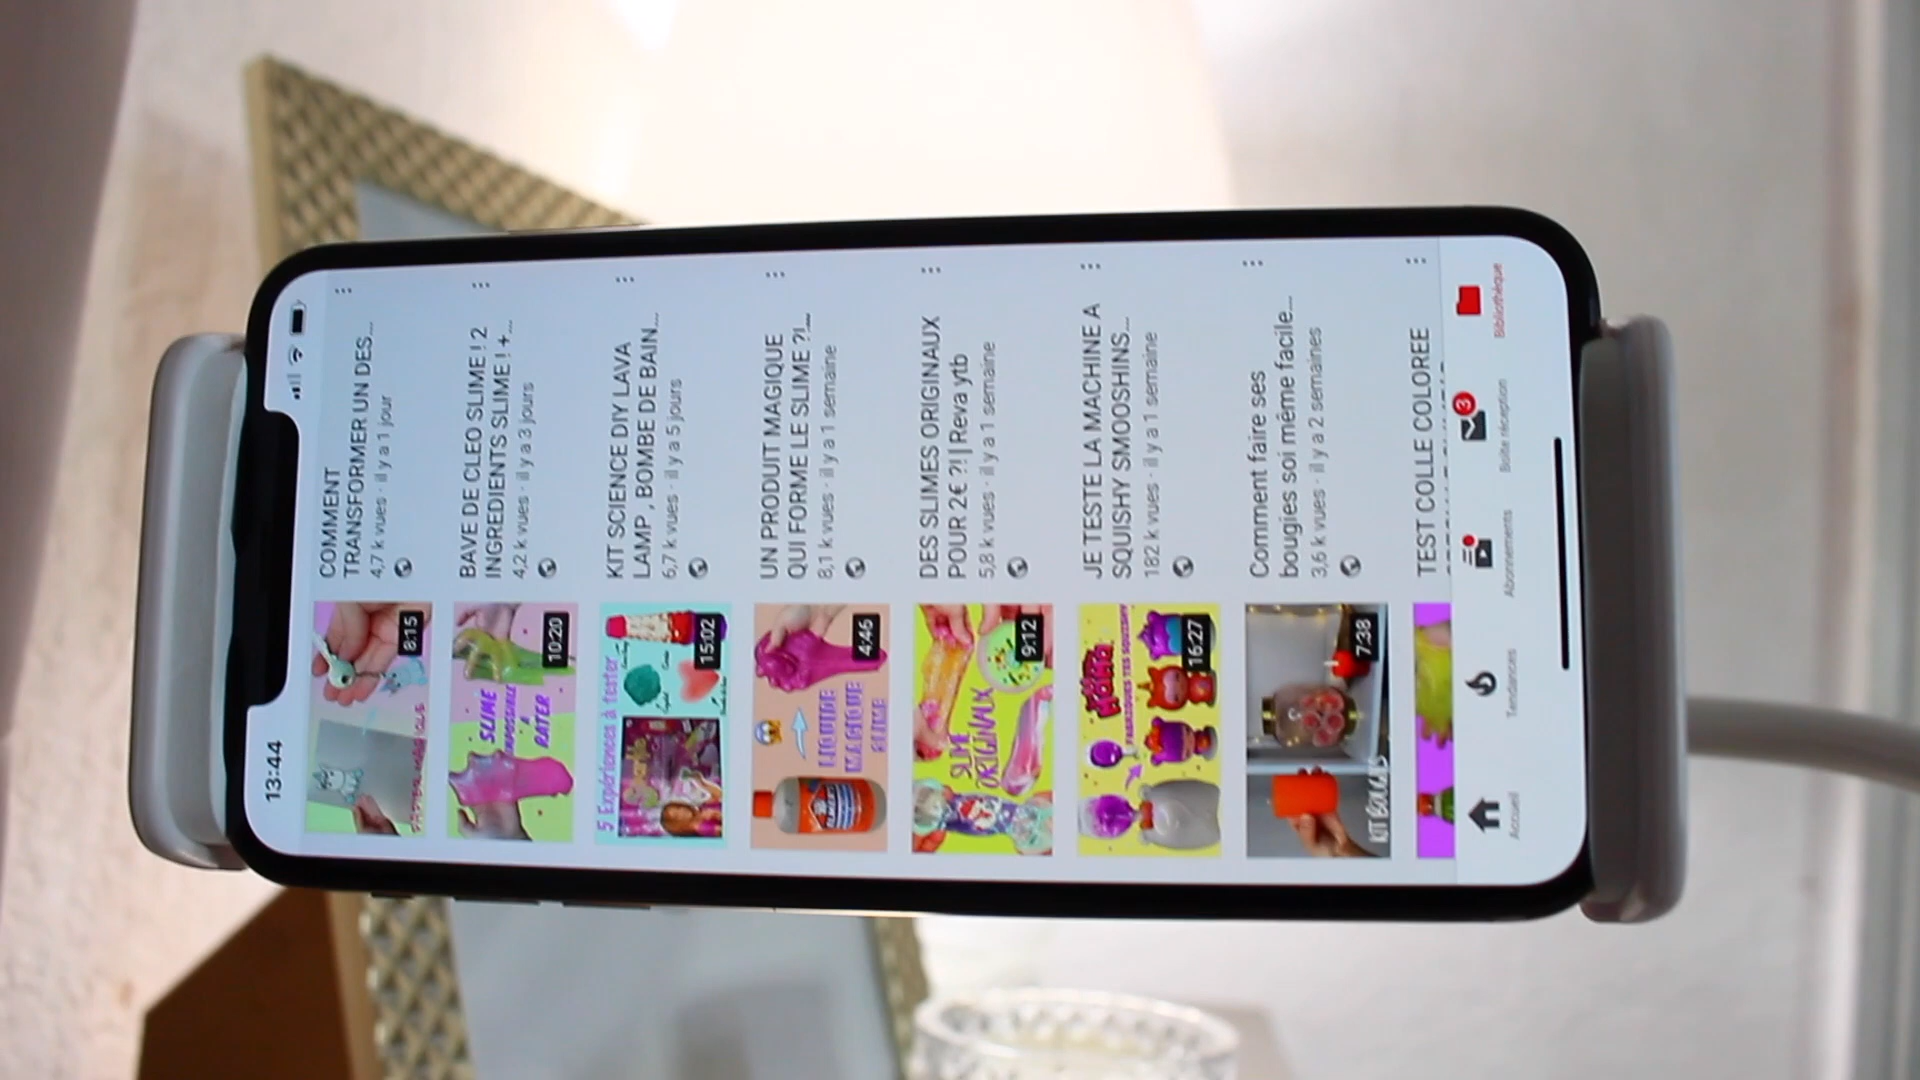 13:44
8:15
COMMENT
TRANSFORMER UN DES...
4,7 k vues · il y a 1 jour
SLIME
IMPOSSIBLE
A
RATER
10:20
BAVE DE CLEO SLIME ! 2
INGREDIENTS SLIME ! +...
4,2 k vues · il y a 3 jours
5 Expériences à tester
15:02
KIT SCIENCE DIY LAVA
LAMP , BOMBE DE BAIN...
6,7 k vues · il y a 5 jours
LIQUIDE
MAGIQUE
SLIME
4:46
UN PRODUIT MAGIQUE
QUI FORME LE SLIME ?!...
8,1 k vues · il y a 1 semaine
SLIME
ORIGINAUX
9:12
DES SLIMES ORIGINAUX
POUR 2€ ?! | Reva ytb
5,8 k vues · il y a 1 semaine
FABRIQUES TES SQUISHY
16:27
JE TESTE LA MACHINE A
SQUISHY SMOOSHINS...
182 k vues · il y a 1 semaine
KIT BOUGIES
7:38
Comment faire ses
bougies soi même facile...
3,6 k vues · il y a 2 semaines
TEST COLLE COLOREE
Accueil
Tendances
Abonnements
3
Boîte réception
Bibliothèque